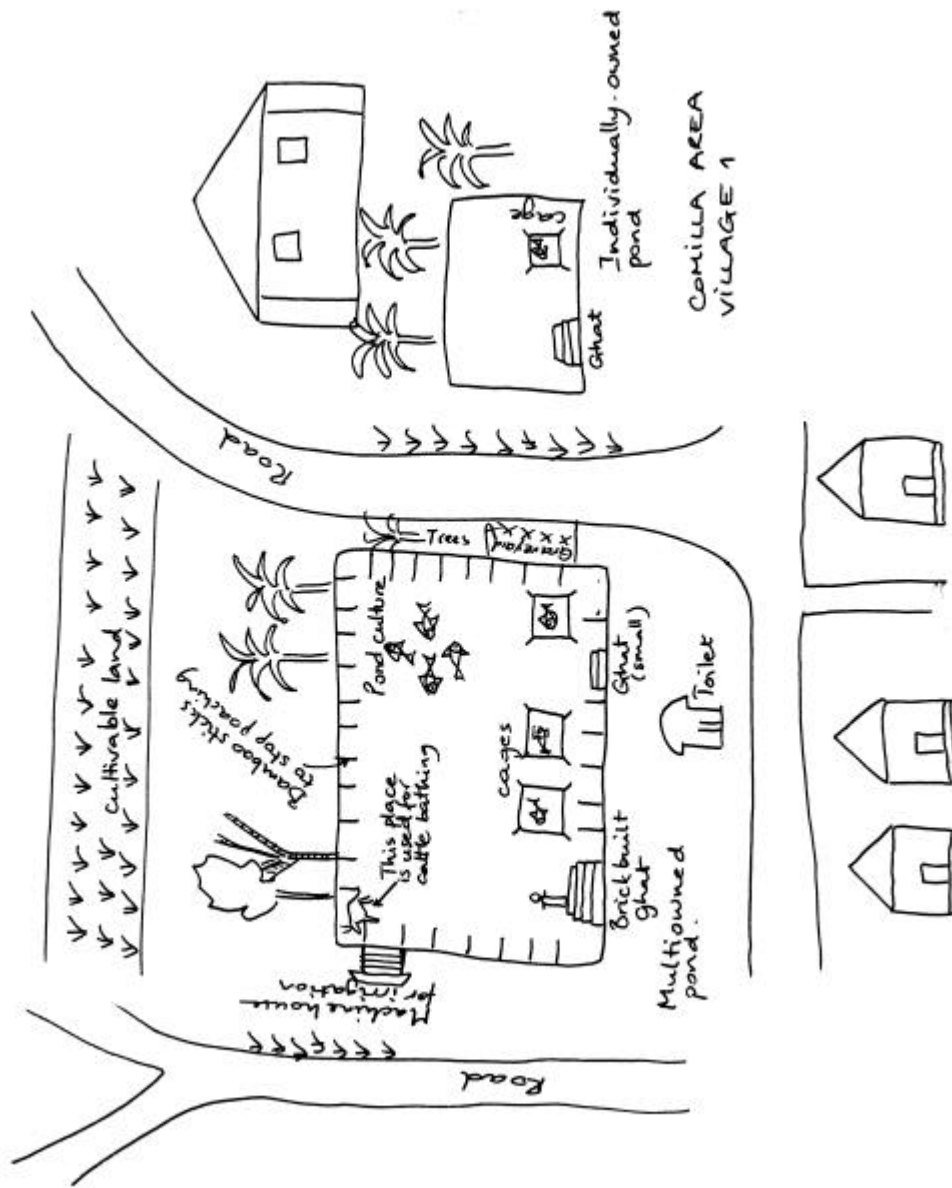 cultivable land
Road
Bamboo sticks
to stop poaching
Trees
Graveyard
x x x x
Pond culture
This place
is used for
cattle bathing
cages
Machine house
for irrigation
Brick built
ghat
Ghat
(small)
Multiowned
pond.
Toilet
Road
cage
Ghat
Individually-owned
pond
COMILLA AREA
VILLAGE 1